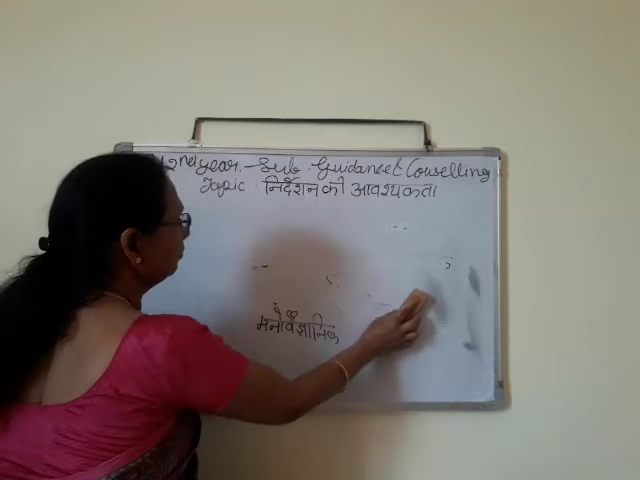 2nd year. - Sub. Guidance & Counselling
Topic. निर्देशन की आवश्यकता
मनोवैज्ञानिक